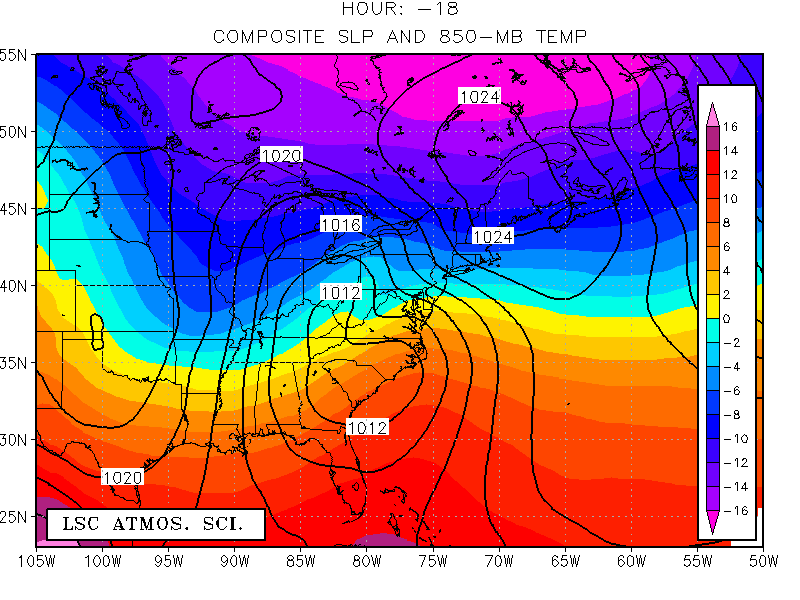 HOUR: −18
COMPOSITE SLP AND 850−MB TEMP
55N
50N
45N
40N
35N
30N
25N
1024
1020
1016
1024
1012
1012
1020
16
14
12
10
8
6
4
2
0
−2
−4
−6
−8
−10
−12
−14
−16
LSC ATMOS. SCI.
105W 100W 95W 90W 85W 80W 75W 70W 65W 60W 55W 50W